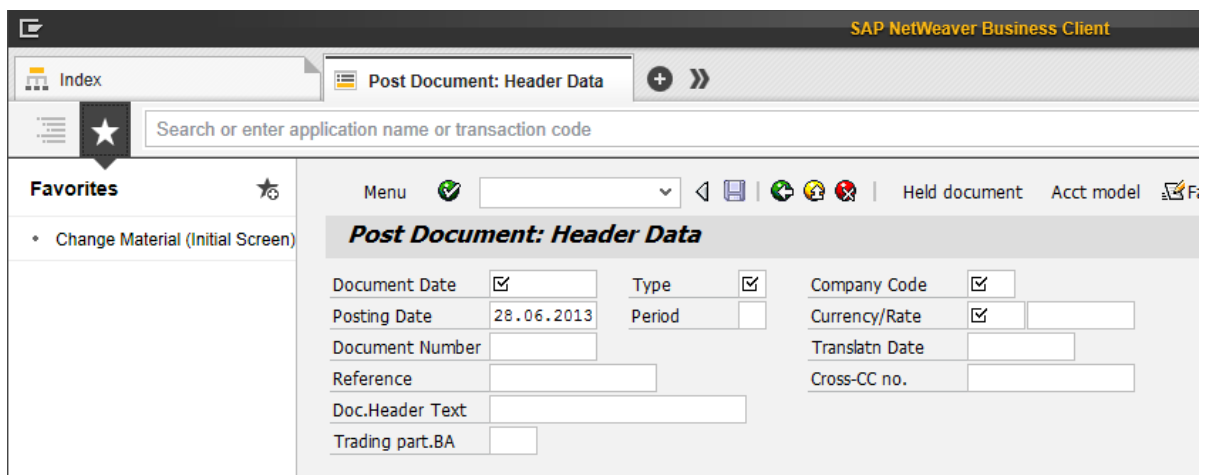 SAP NetWeaver Business Client
Index
Post Document: Header Data
Search or enter application name or transaction code
Favorites
Menu Held document Acct model Fa
Change Material (Initial Screen)
Post Document: Header Data
Document Date Type Company Code
Posting Date 28.06.2013 Period Currency/Rate
Document Number Translatn Date
Reference Cross-CC no.
Doc.Header Text
Trading part.BA